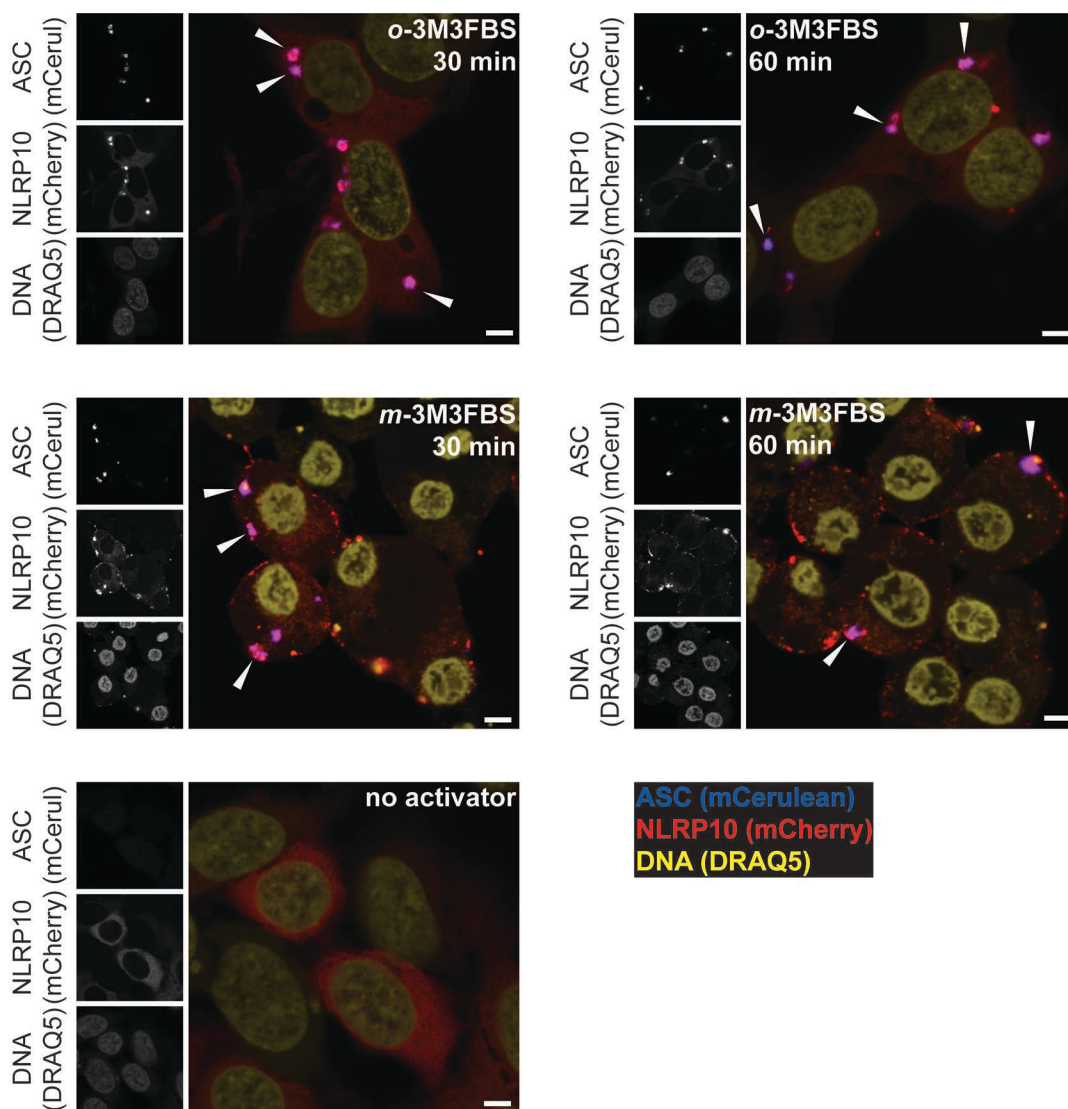 ASC
(mCerul)
NLRP10
(mCherry)
DNA
(DRAQ5)
o-3M3FBS
30 min
ASC
(mCerul)
NLRP10
(mCherry)
DNA
(DRAQ5)
o-3M3FBS
60 min
ASC
(mCerul)
NLRP10
(mCherry)
DNA
(DRAQ5)
m-3M3FBS
30 min
ASC
(mCerul)
NLRP10
(mCherry)
DNA
(DRAQ5)
m-3M3FBS
60 min
ASC
(mCerul)
NLRP10
(mCherry)
DNA
(DRAQ5)
no activator
ASC (mCerulean)
NLRP10 (mCherry)
DNA (DRAQ5)